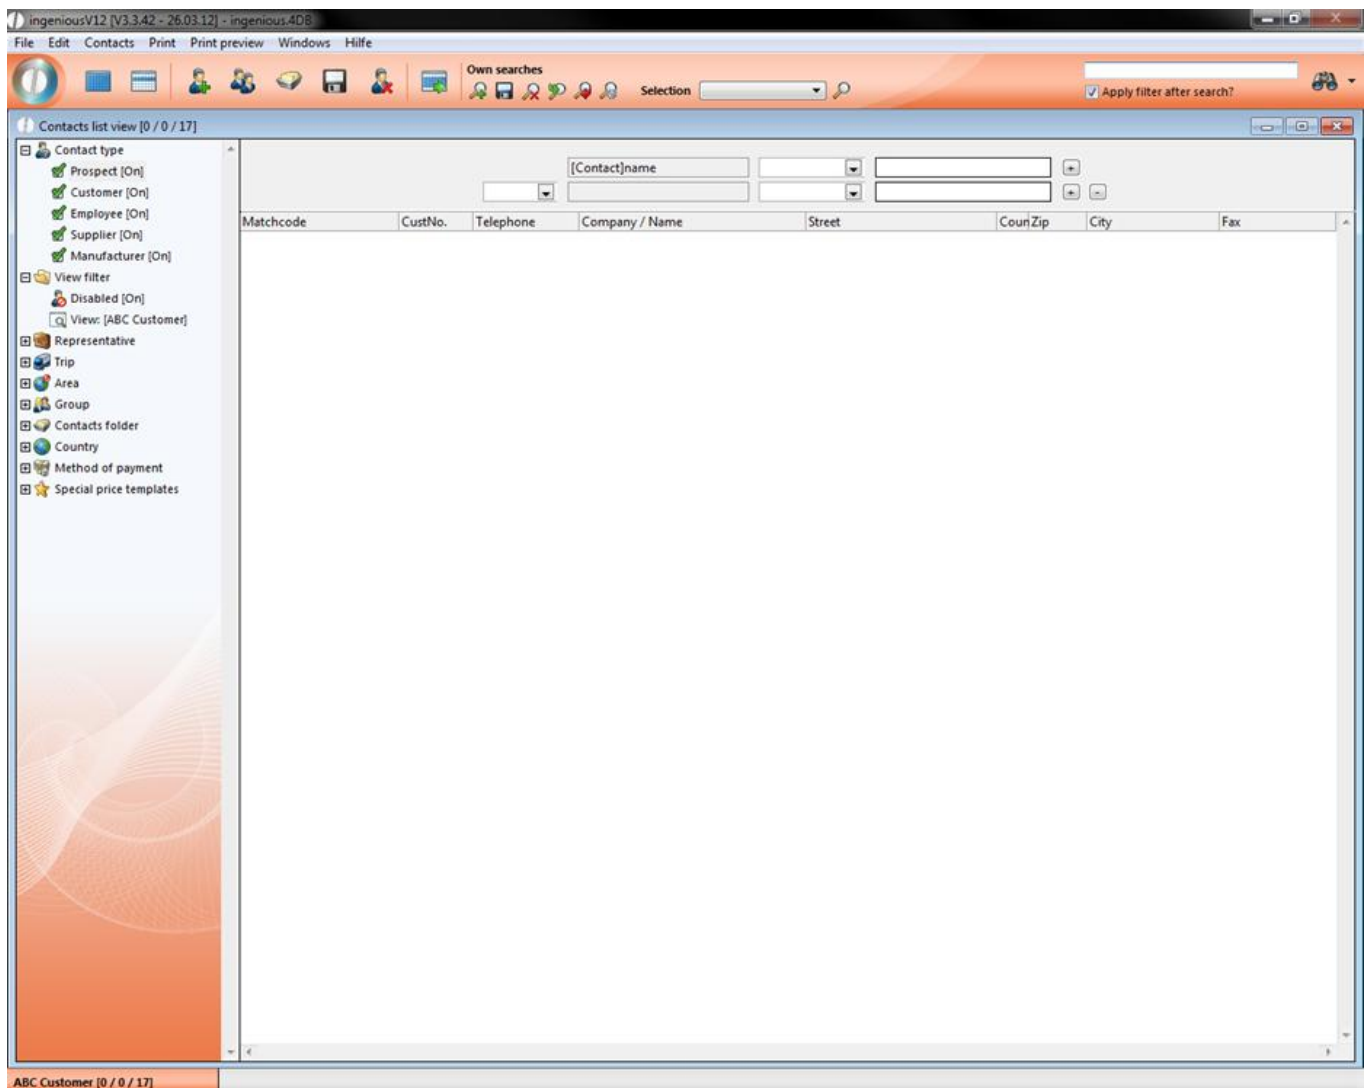 ingeniousV12 [V3.3.42 - 26.03.12] - ingenious.4DB
File Edit Contacts Print Print preview Windows Hilfe
Own searches
Selection
Apply filter after search?
Contacts list view [0 / 0 / 17]
Contact type
Prospect [On]
Customer [On]
Employee [On]
Supplier [On]
Manufacturer [On]
View filter
Disabled [On]
View: [ABC Customer]
Representative
Trip
Area
Group
Contacts folder
Country
Method of payment
Special price templates
[Contact]name
Matchcode CustNo. Telephone Company / Name Street Coun Zip City Fax
ABC Customer [0 / 0 / 17]